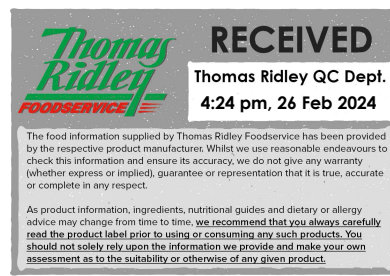 Thomas
Ridley
FOODSERVICE
RECEIVED
Thomas Ridley QC Dept.
4:24 pm, 26 Feb 2024
The food information supplied by Thomas Ridley Foodservice has been provided
by the respective product manufacturer. Whilst we use reasonable endeavours to
check this information and ensure its accuracy, we do not give any warranty
(whether express or implied), guarantee or representation that it is true, accurate
or complete in any respect.
As product information, ingredients, nutritional guides and dietary or allergy
advice may change from time to time, we recommend that you always carefully
read the product label prior to using or consuming any such products. You
should not solely rely upon the information we provide and make your own
assessment as to the suitability or otherwise of any given product.